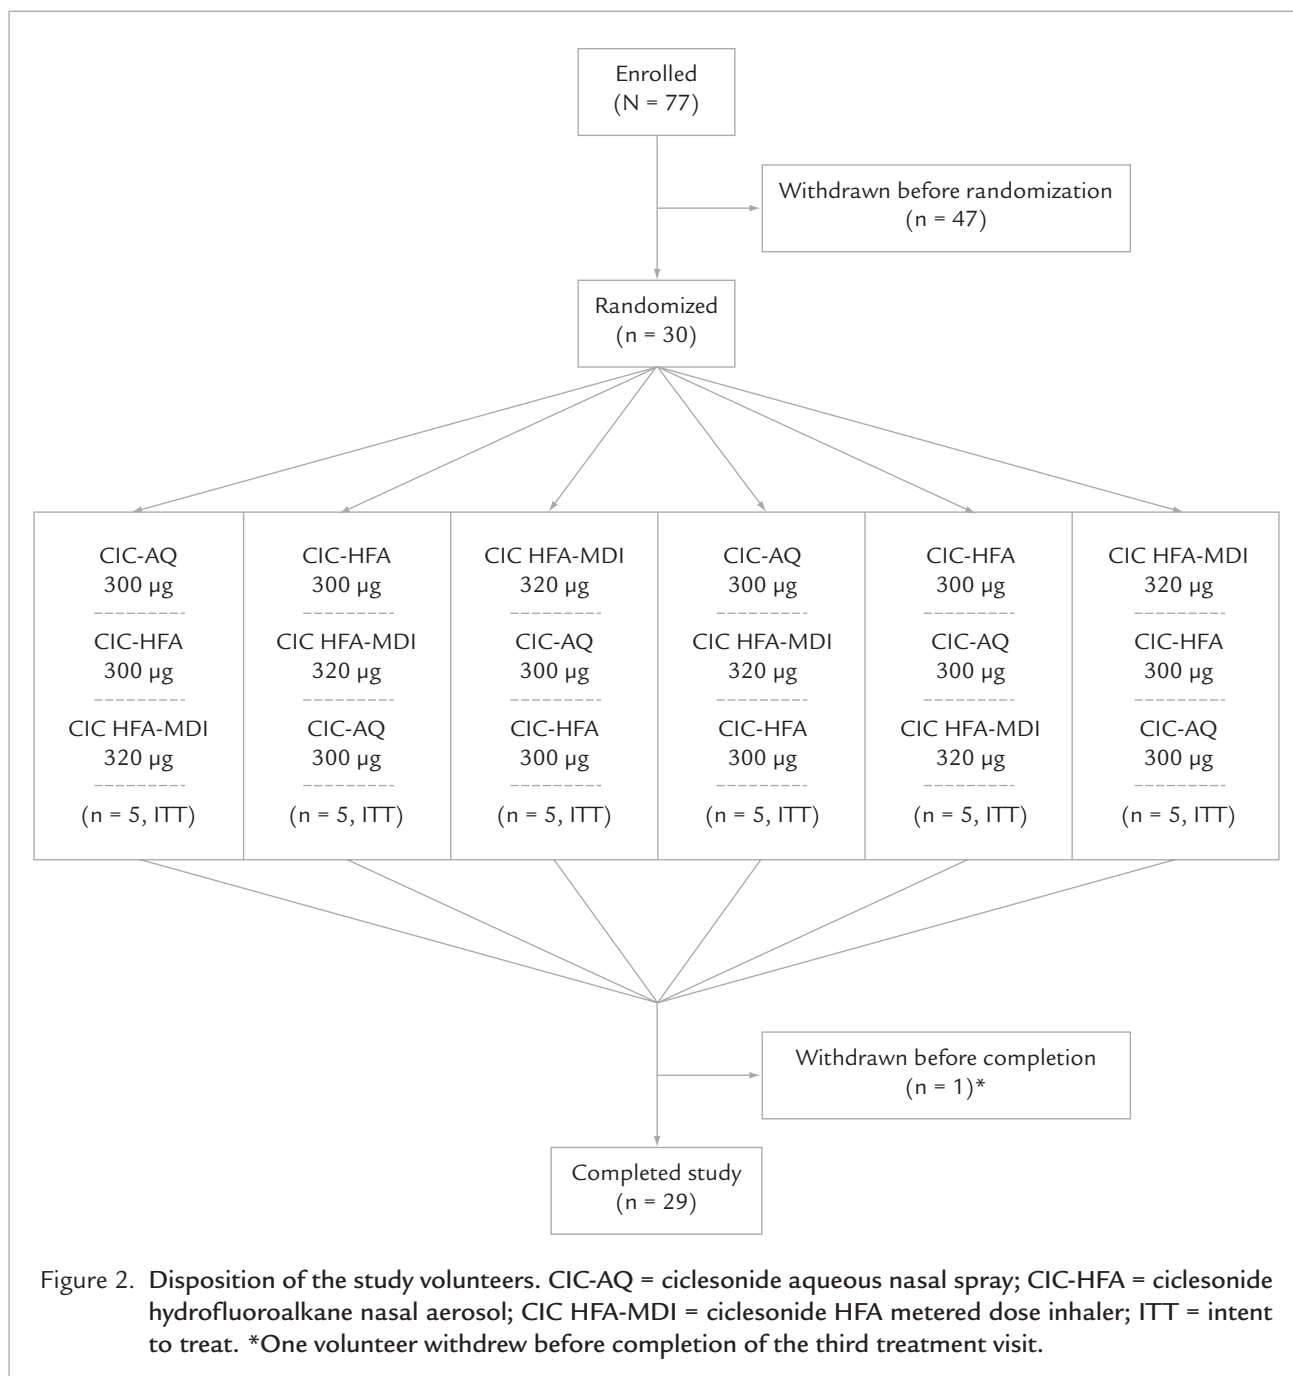 Enrolled
(N = 77)
Withdrawn before randomization
(n = 47)
Randomized
(n = 30)
CIC-AQ
300 µg
CIC-HFA
300 µg
CIC HFA-MDI
320 µg
(n = 5, ITT)
CIC-HFA
300 µg
CIC HFA-MDI
320 µg
CIC-AQ
300 µg
(n = 5, ITT)
CIC HFA-MDI
320 µg
CIC-AQ
300 µg
CIC-HFA
300 µg
(n = 5, ITT)
CIC-AQ
300 µg
CIC HFA-MDI
320 µg
CIC-HFA
300 µg
(n = 5, ITT)
CIC-HFA
300 µg
CIC-AQ
300 µg
CIC HFA-MDI
320 µg
(n = 5, ITT)
CIC HFA-MDI
320 µg
CIC-HFA
300 µg
CIC-AQ
300 µg
(n = 5, ITT)
Withdrawn before completion
(n = 1)*
Completed study
(n = 29)
Figure 2. Disposition of the study volunteers. CIC-AQ = ciclesonide aqueous nasal spray; CIC-HFA = ciclesonide
hydrofluoroalkane nasal aerosol; CIC HFA-MDI = ciclesonide HFA metered dose inhaler; ITT = intent
to treat. *One volunteer withdrew before completion of the third treatment visit.